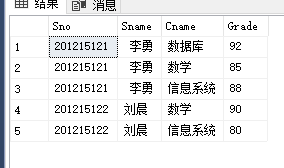 结果 消息
Sno Sname Cname Grade
1 201215121 李勇 数据库 92
2 201215121 李勇 数学 85
3 201215121 李勇 信息系统 88
4 201215122 刘晨 数学 90
5 201215122 刘晨 信息系统 80